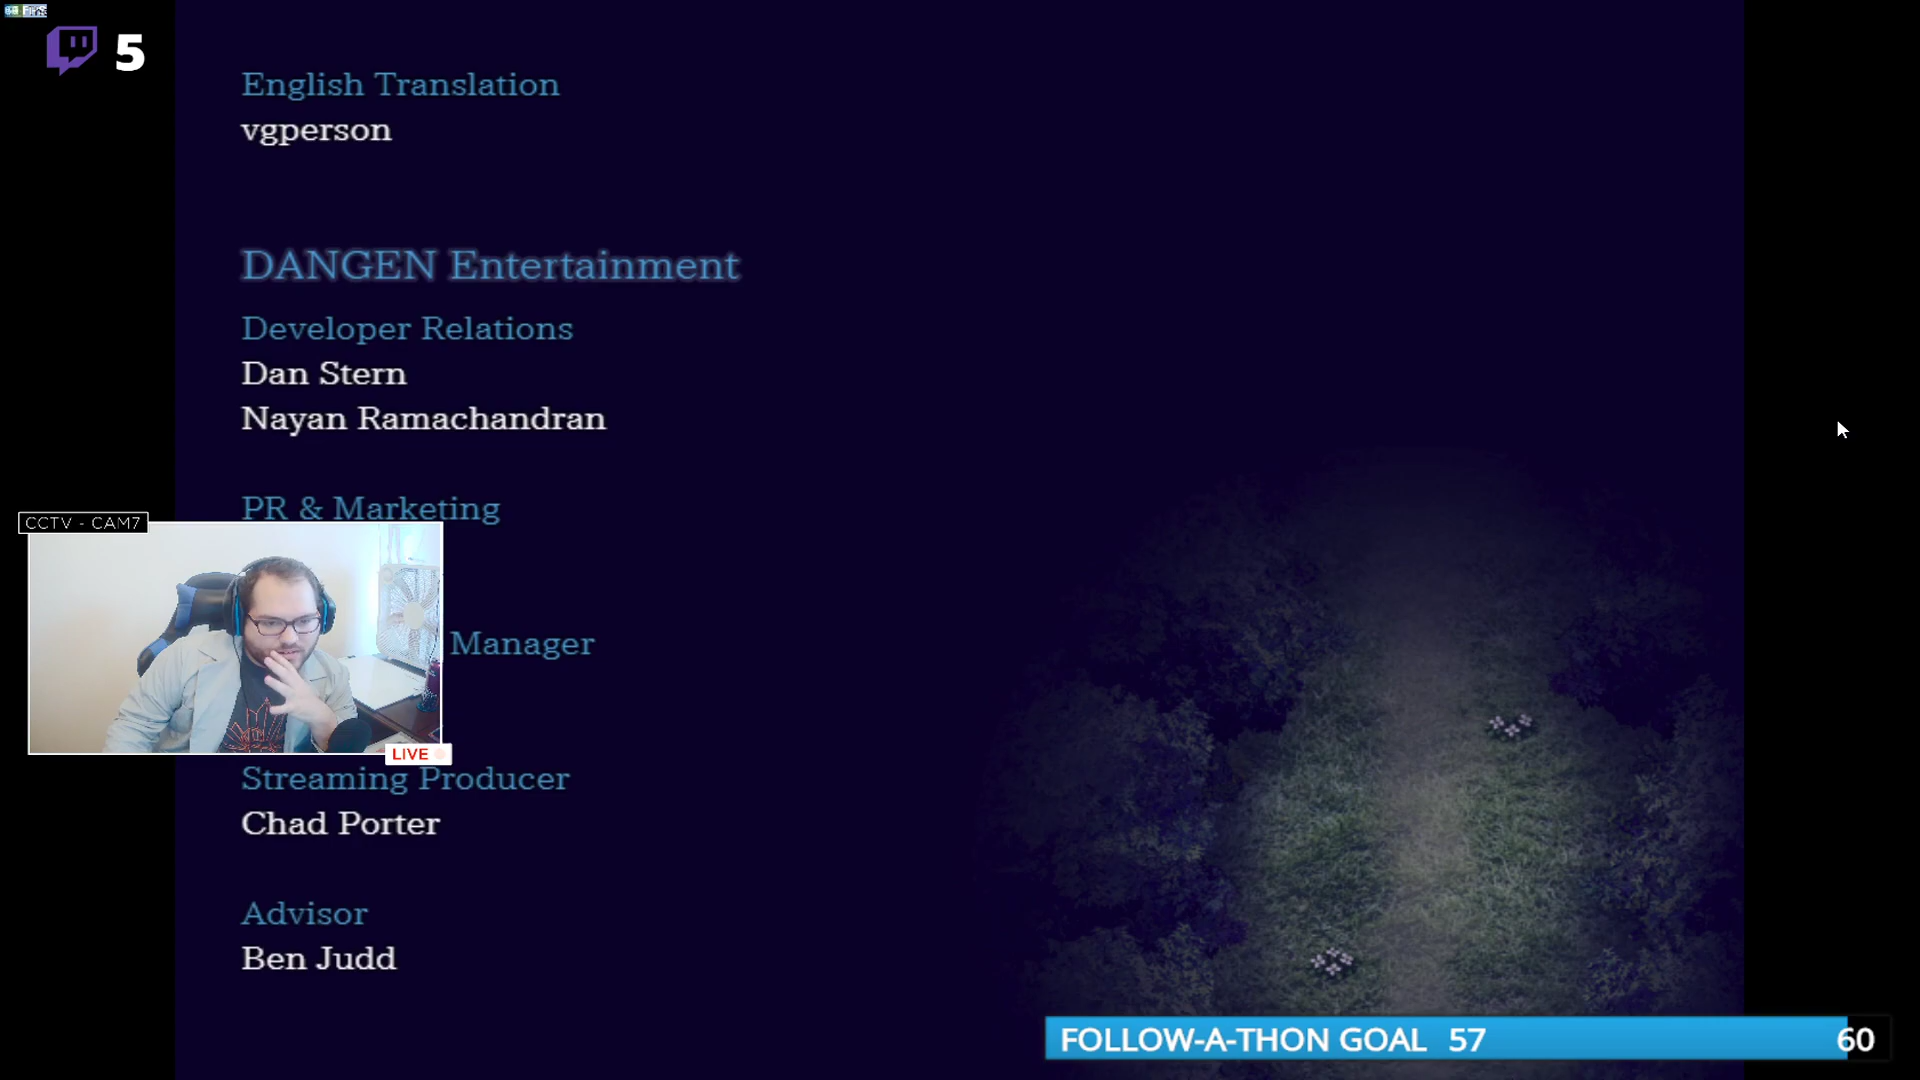 5
English Translation
vgperson
DANGEN Entertainment
Developer Relations
Dan Stern
Nayan Ramachandran
PR & Marketing
CCTV - CAM7
Manager
LIVE
Streaming Producer
Chad Porter
Advisor
Ben Judd
FOLLOW-A-THON GOAL 57 60